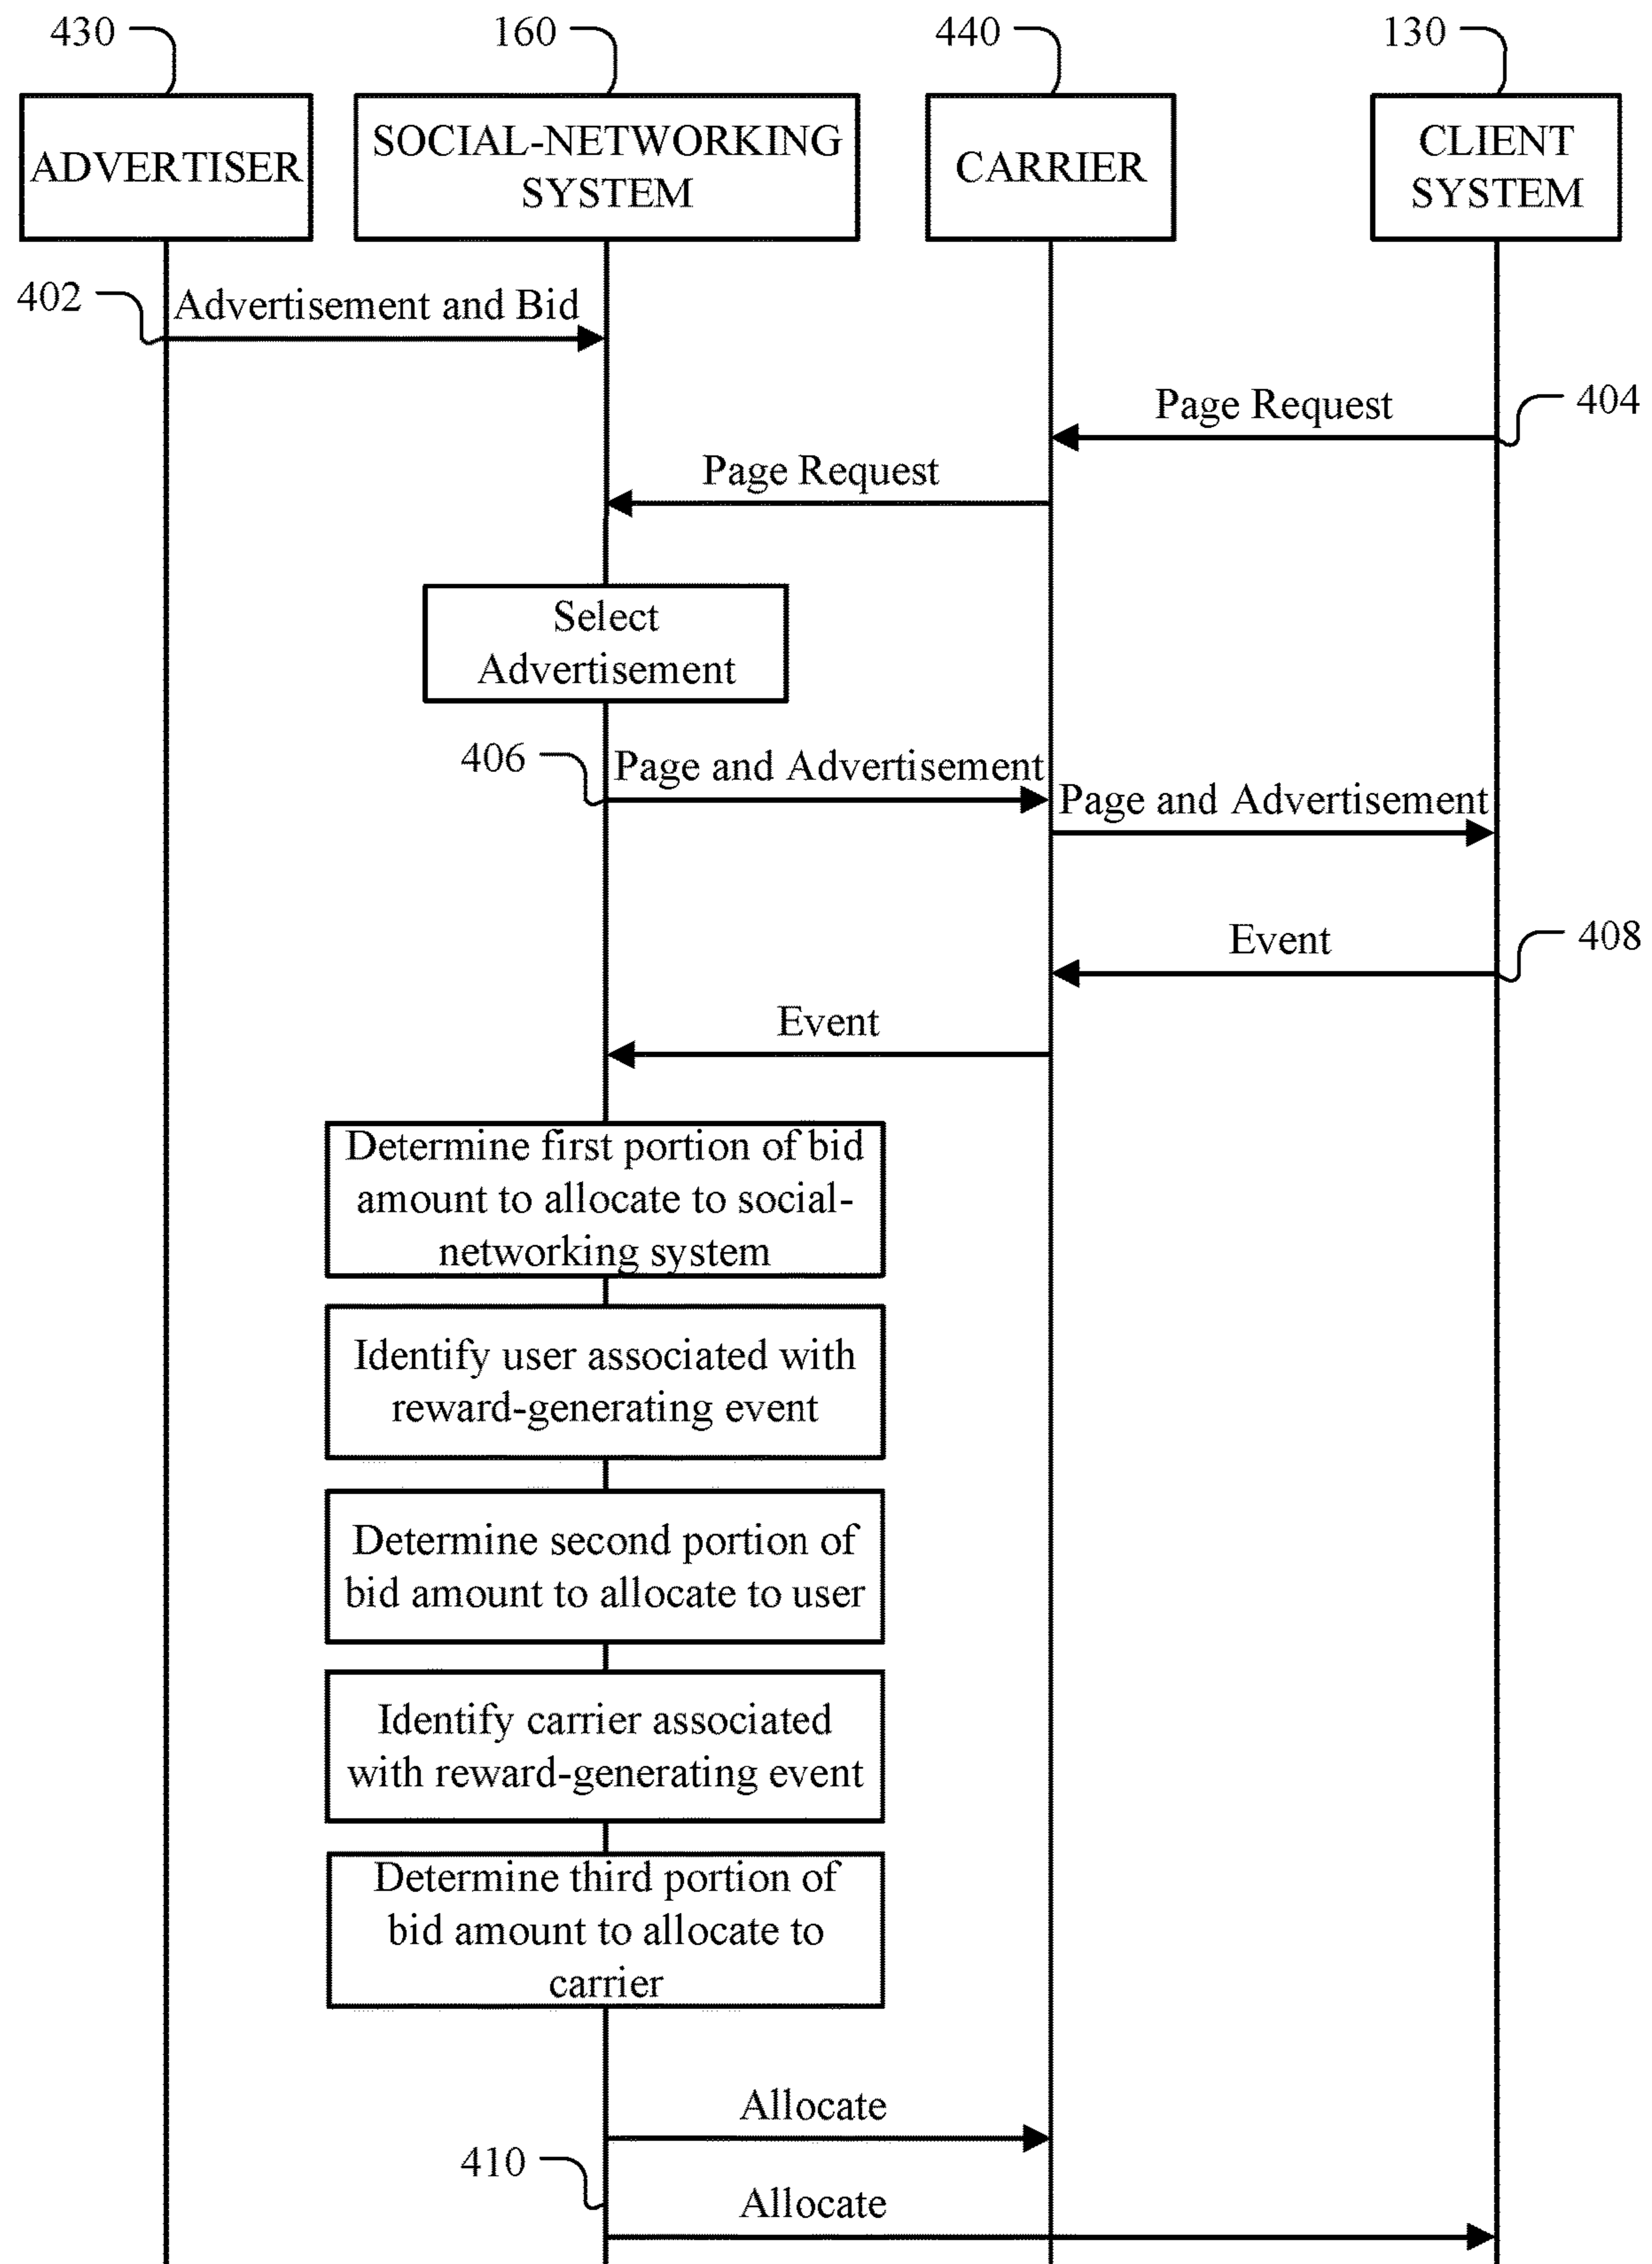 430
160
440
130
ADVERTISER
SOCIAL-NETWORKING
SYSTEM
CARRIER
CLIENT
SYSTEM
402
Advertisement and Bid
Page Request
404
Page Request
Select
Advertisement
406
Page and Advertisement
Page and Advertisement
Event
408
Event
Determine first portion of bid
amount to allocate to social-
networking system
Identify user associated with
reward-generating event
Determine second portion of
bid amount to allocate to user
Identify carrier associated
with reward-generating event
Determine third portion of
bid amount to allocate to
carrier
Allocate
410
Allocate